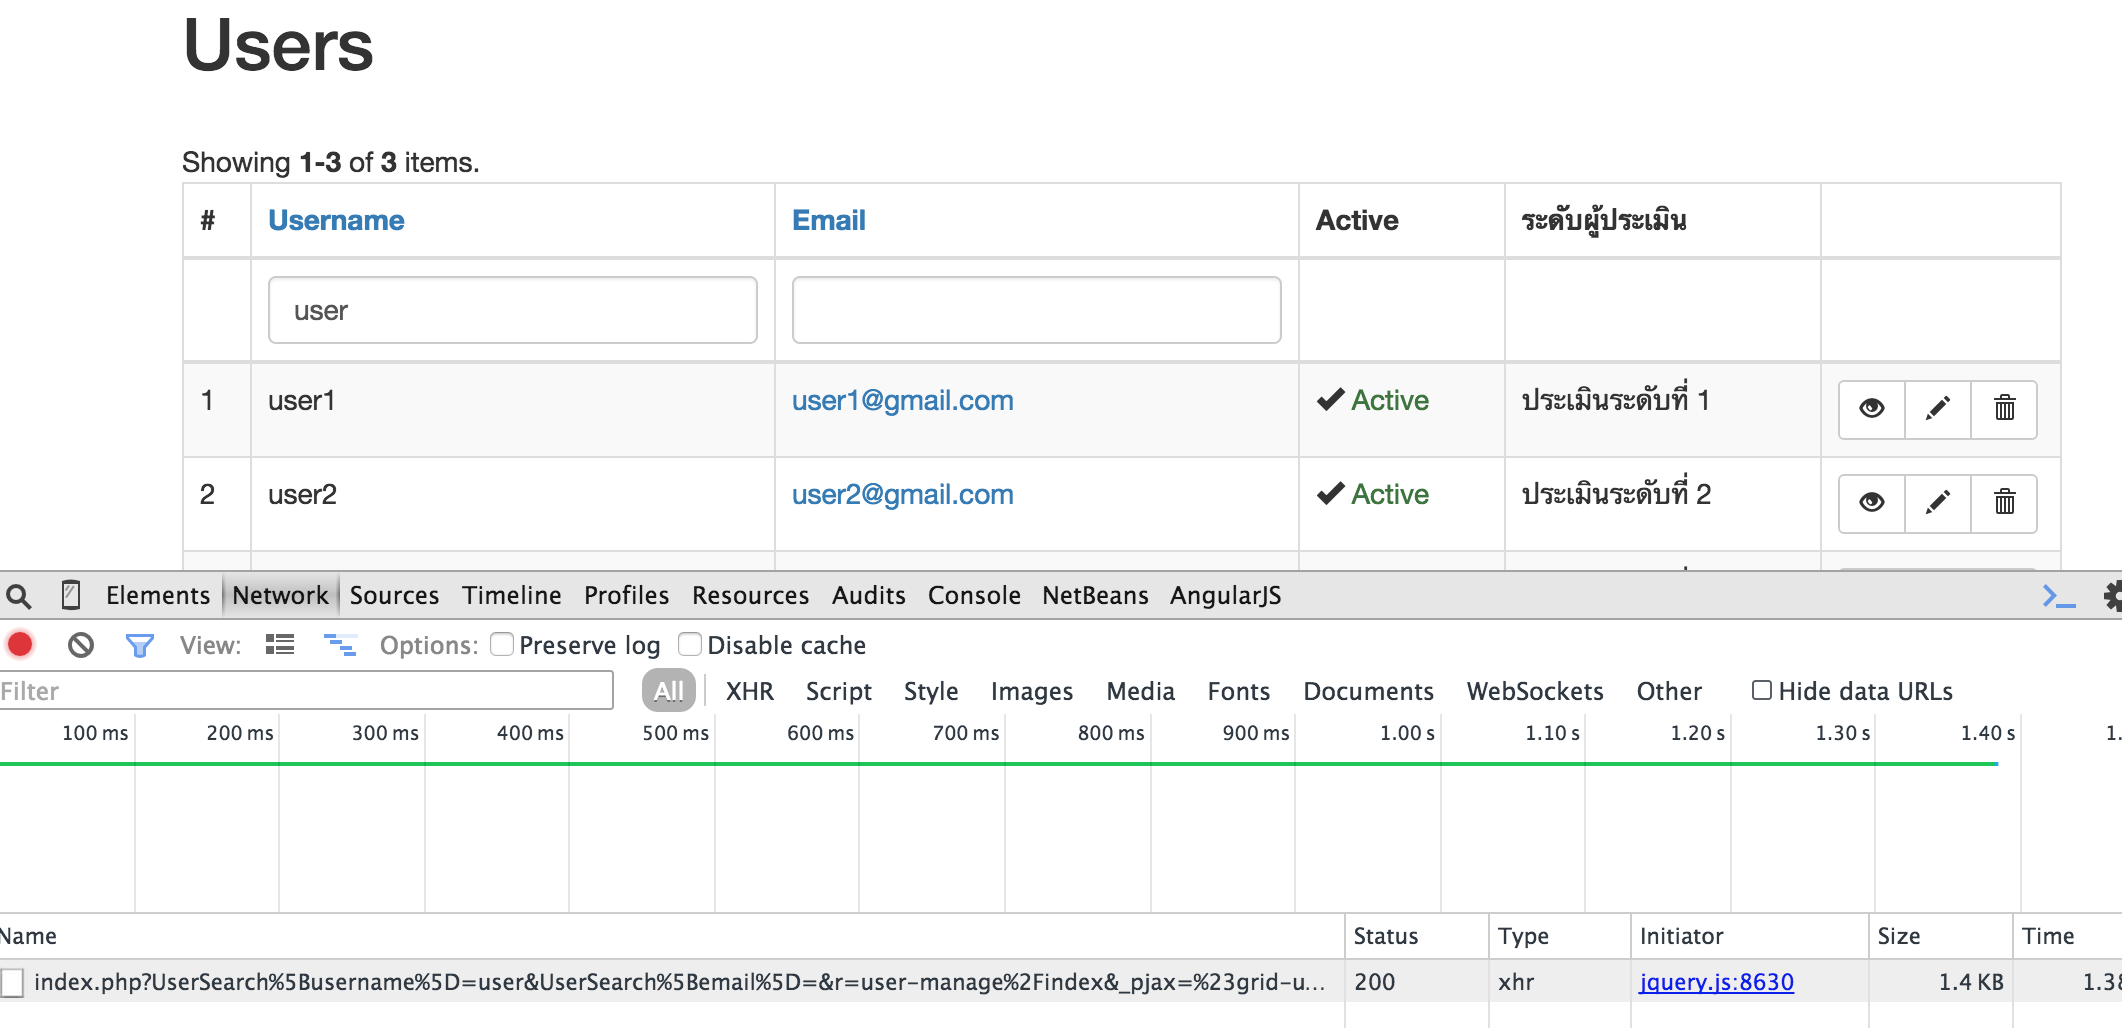 Users
Showing 1-3 of 3 items.
# Username Email Active ระดับผู้ประเมิน
user
1 user1 user1@gmail.com Active ประเมินระดับที่ 1
2 user2 user2@gmail.com Active ประเมินระดับที่ 2
Elements Network Sources Timeline Profiles Resources Audits Console NetBeans AngularJS
View: Options: Preserve log Disable cache
Filter All XHR Script Style Images Media Fonts Documents WebSockets Other Hide data URLs
100 ms 200 ms 300 ms 400 ms 500 ms 600 ms 700 ms 800 ms 900 ms 1.00 s 1.10 s 1.20 s 1.30 s 1.40 s 1.
Name Status Type Initiator Size Time
index.php?UserSearch%5Busername%5D=user&UserSearch%5Bemail%5D=&r=user-manage%2Findex&_pjax=%23grid-u... 200 xhr jquery.js:8630 1.4 KB 1.38